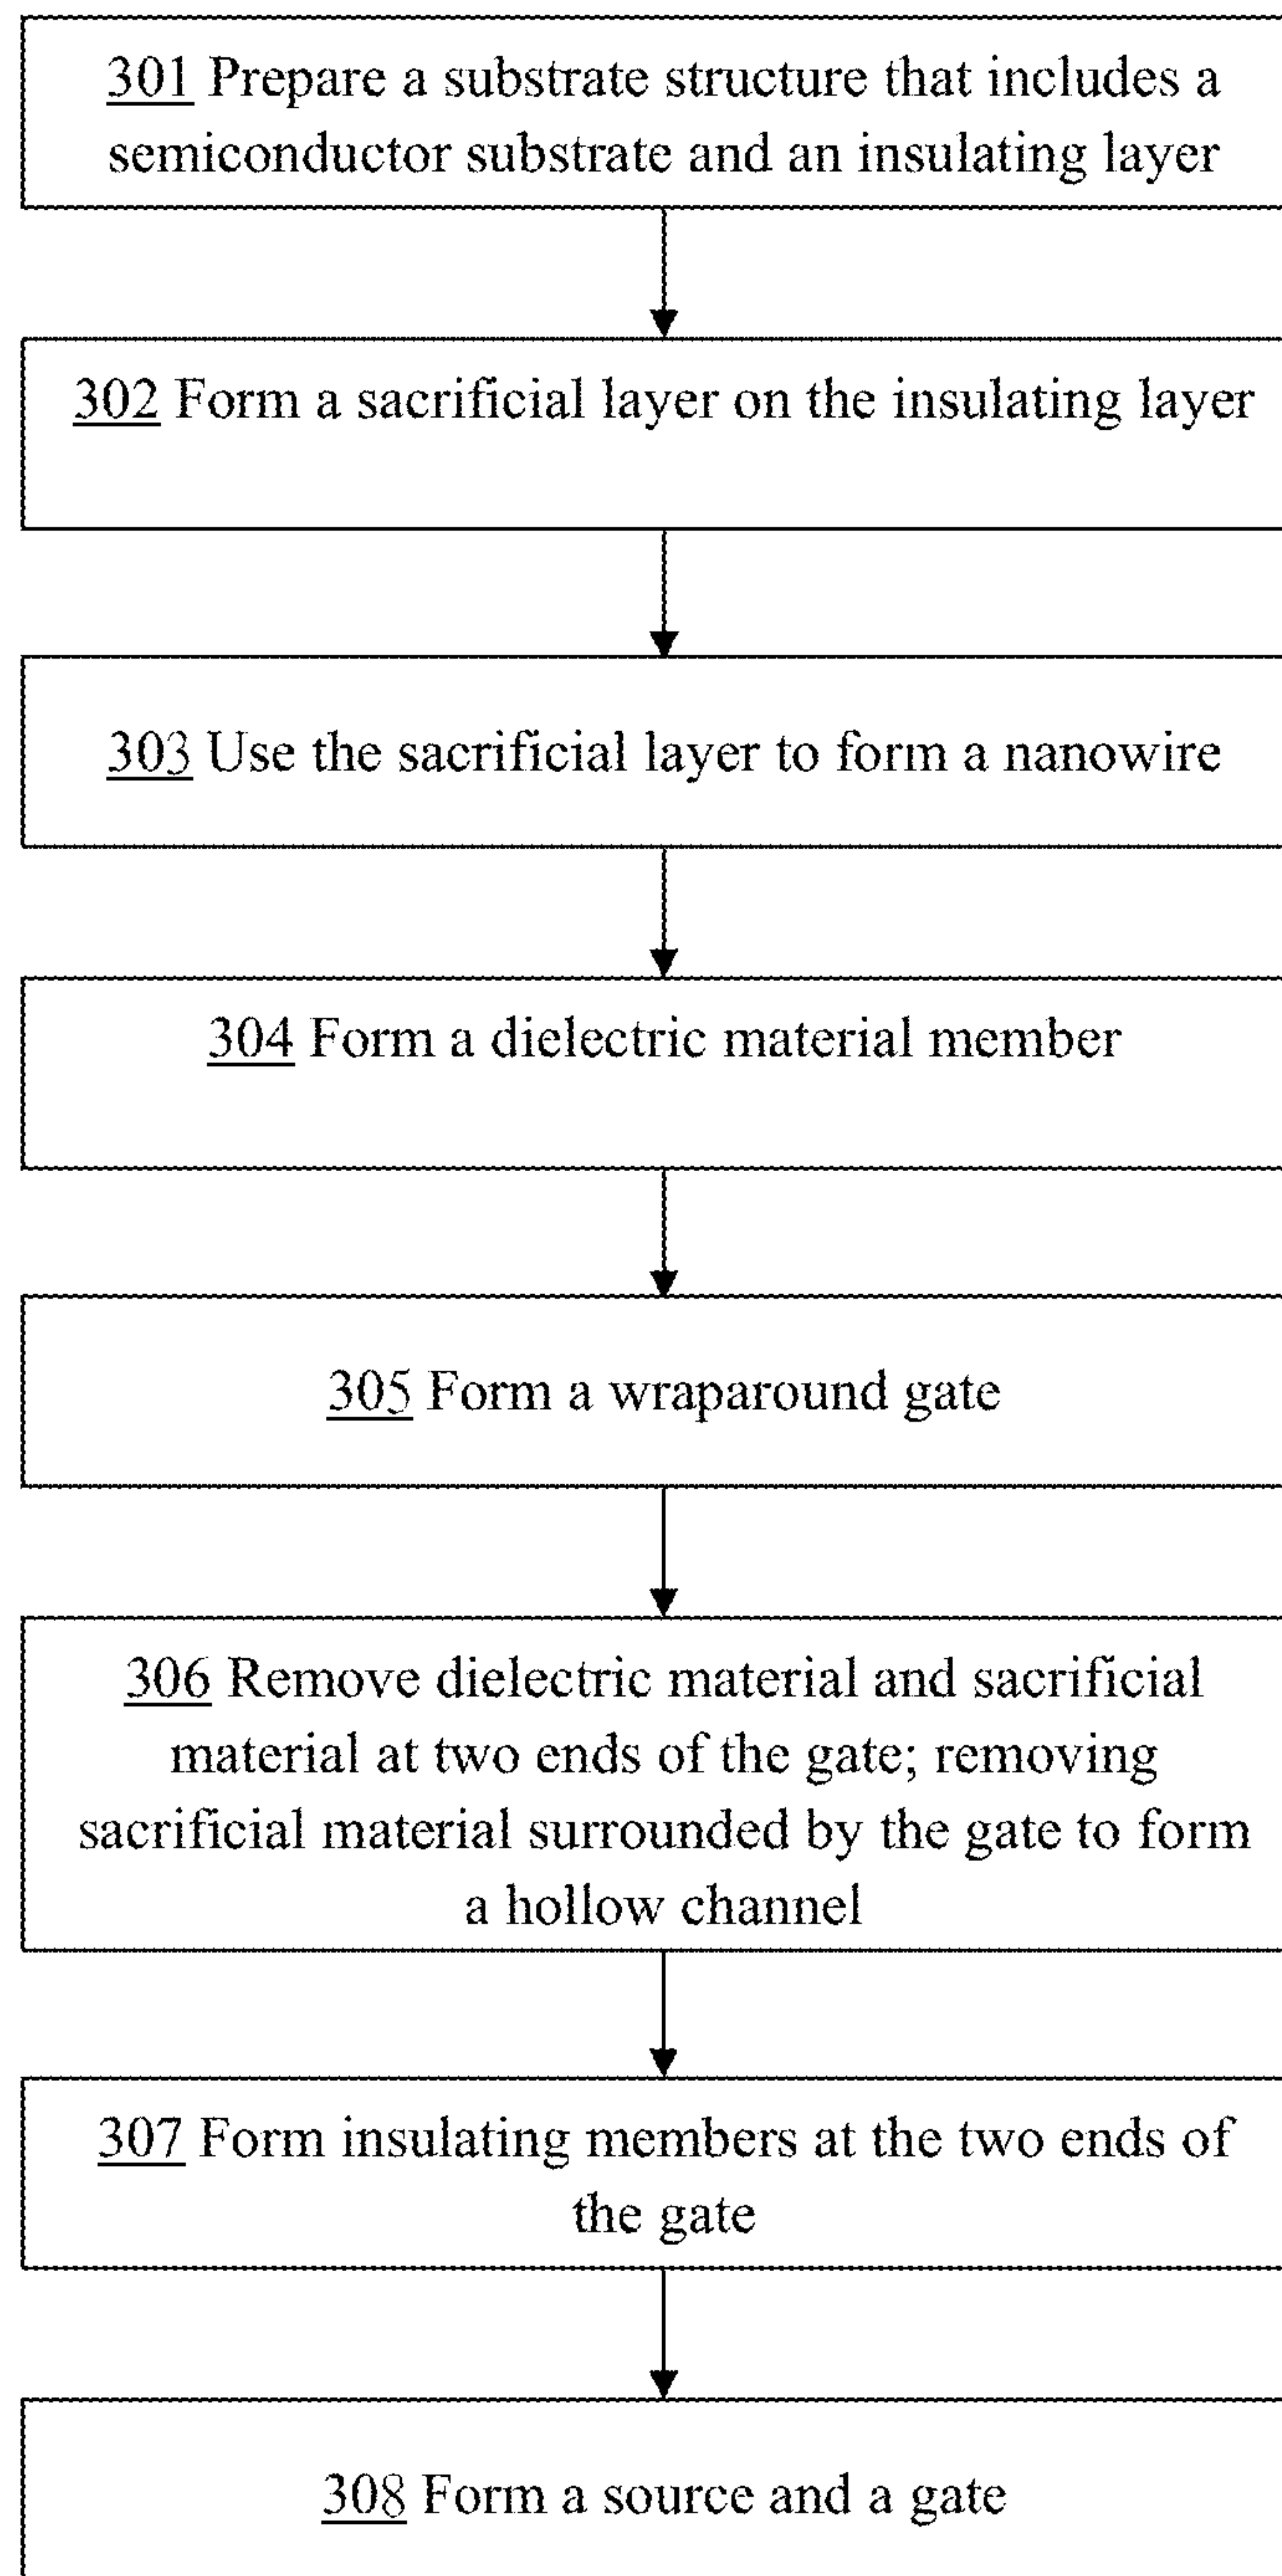 301 Prepare a substrate structure that includes a
semiconductor substrate and an insulating layer
302 Form a sacrificial layer on the insulating layer
303 Use the sacrificial layer to form a nanowire
304 Form a dielectric material member
305 Form a wraparound gate
306 Remove dielectric material and sacrificial
material at two ends of the gate; removing
sacrificial material surrounded by the gate to form
a hollow channel
307 Form insulating members at the two ends of
the gate
308 Form a source and a gate